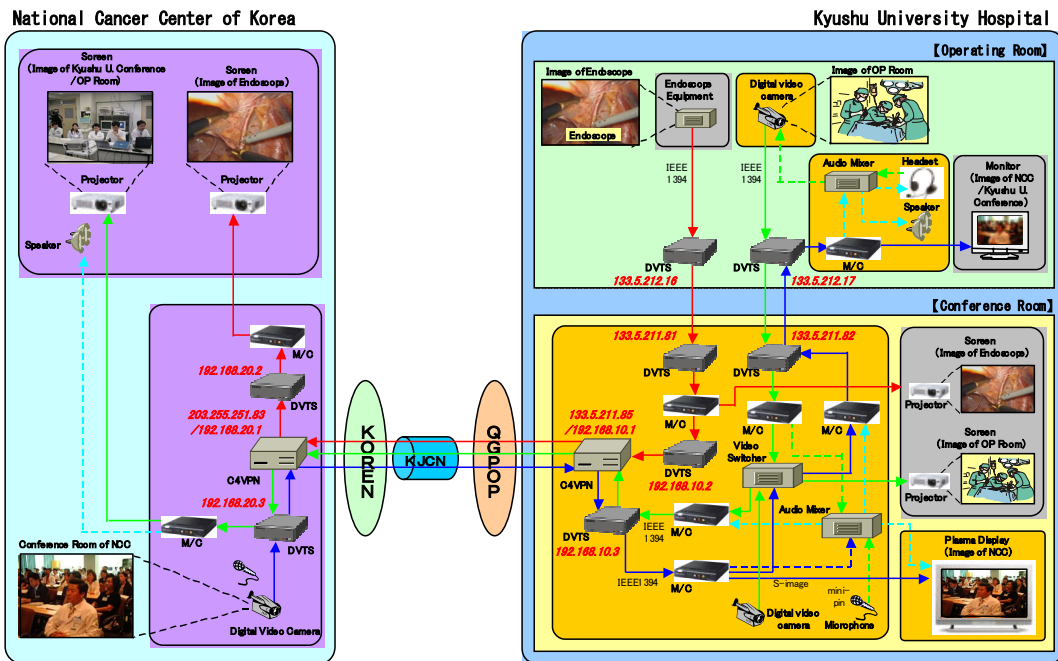 National Cancer Center of Korea
Kyushu University Hospital
Screen
(Image of Kyushu U. Conference
/OP Room)
Screen
(Image of Endoscope)
Projector
Projector
Speaker
M/C
192.168.20.2
DVTS
203.255.251.83
/192.168.20.1
C4VPN
192.168.20.3
M/C
DVTS
Conference Room of NCC
Digital Video Camera
KOREN
KJCN
QGPOP
【Operating Room】
Image of Endoscope
Endoscope
Endoscope
Equipment
Digital video
camera
Image of OP Room
IEEE
1394
IEEE
1394
Audio Mixer
Headset
Speaker
M/C
Monitor
(Image of NCC
/Kyushu U.
Conference)
DVTS
133.5.212.16
DVTS
133.5.212.17
【Conference Room】
133.5.211.81
DVTS
133.5.211.82
DVTS
M/C
M/C
M/C
133.5.211.85
/192.168.10.1
C4VPN
DVTS
192.168.10.2
Video
Switcher
Audio Mixer
DVTS
192.168.10.3
IEEE
1394
M/C
IEEE1394
M/C
S-image
mini-
pin
Digital video
camera
Microphone
Screen
(Image of Endoscope)
Projector
Screen
(Image of OP Room)
Projector
Plasma Display
(Image of NCC)